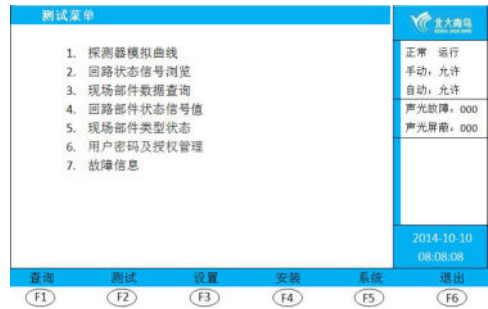 测试菜单
1. 探测器模拟曲线
2. 回路状态信号浏览
3. 现场部件数据查询
4. 回路部件状态信号值
5. 现场部件类型状态
6. 用户密码及授权管理
7. 故障信息
北大青鸟
正常 运行
手动，允许
自动，允许
声光故障，000
声光屏蔽，000
2014-10-10
08:08:08
查询 测试 设置 安装 系统 退出
F1 F2 F3 F4 F5 F6